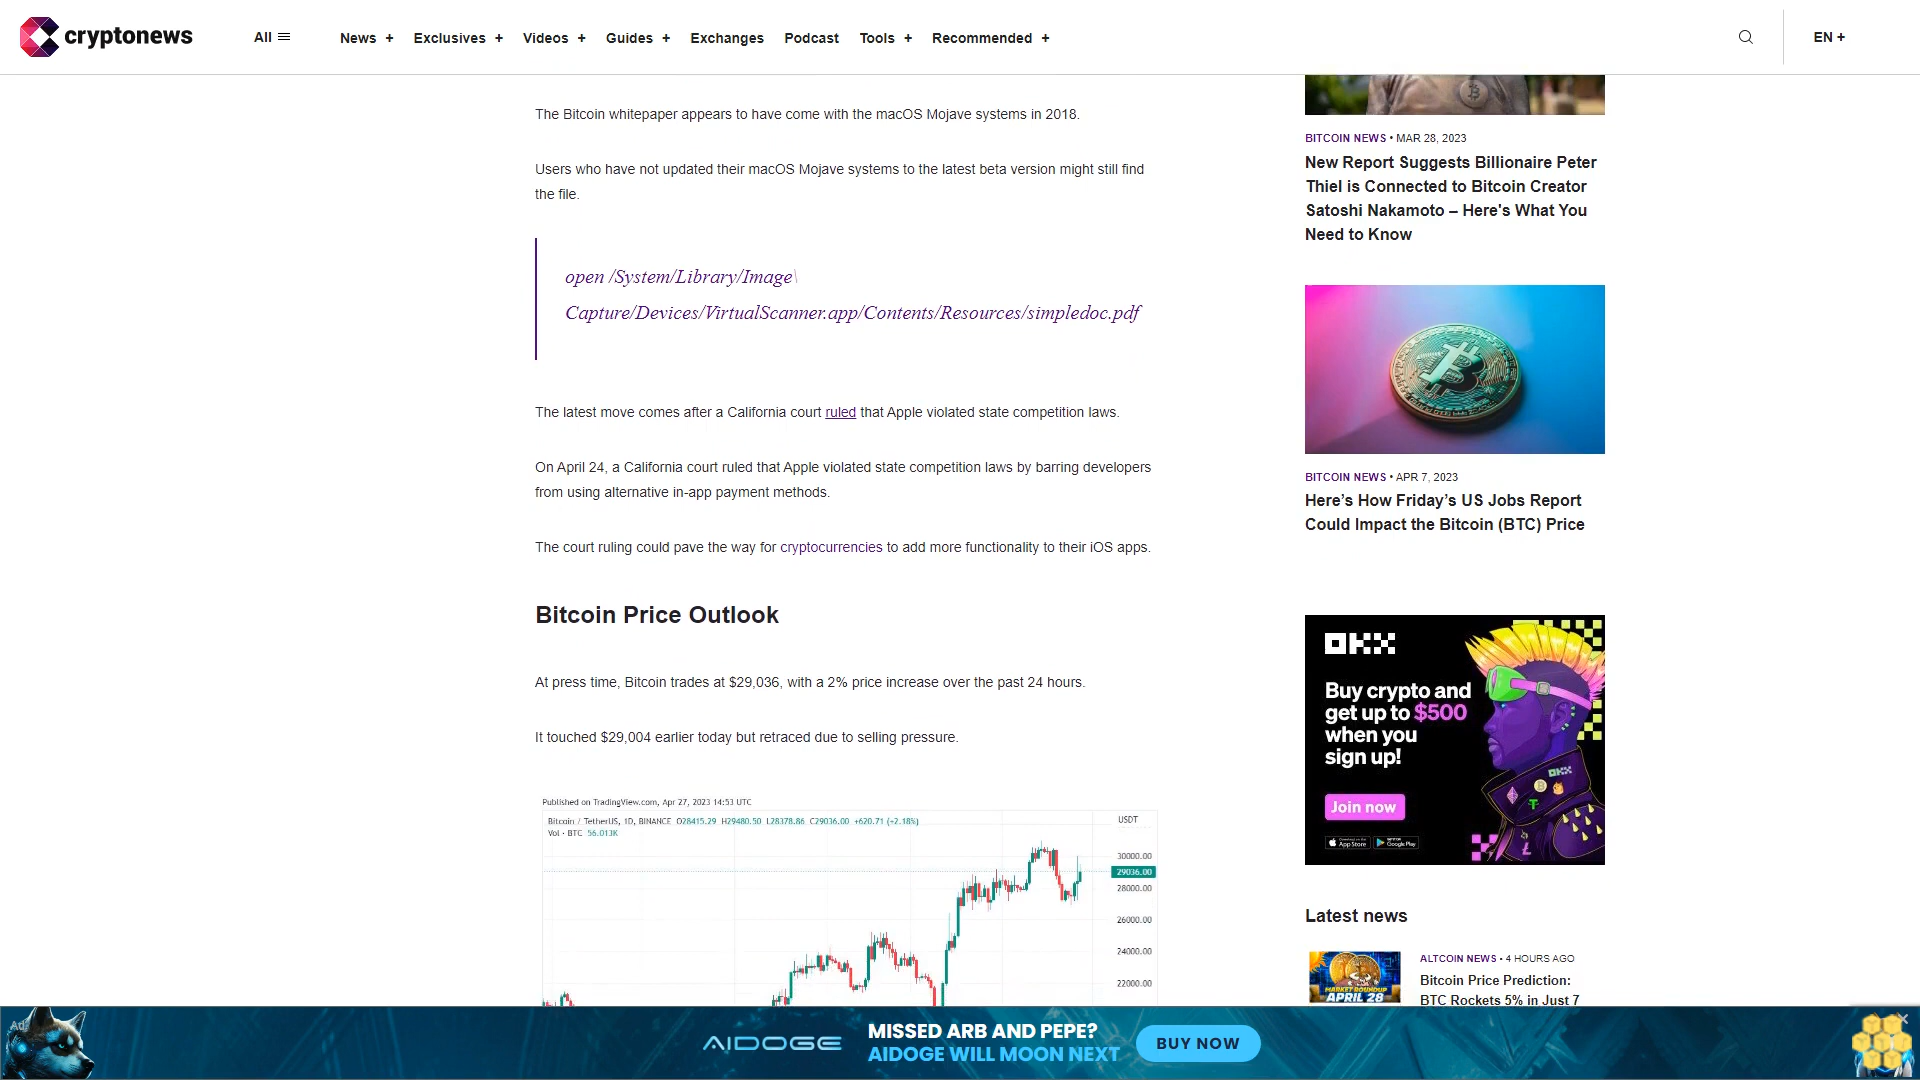 cryptonews
All
News +
Exclusives +
Videos +
Guides +
Exchanges
Podcast
Tools +
Recommended +
EN +
The Bitcoin whitepaper appears to have come with the macOS Mojave systems in 2018.
Users who have not updated their macOS Mojave systems to the latest beta version might still find
the file.
open /System/Library/Image\
Capture/Devices/VirtualScanner.app/Contents/Resources/simpledoc.pdf
The latest move comes after a California court ruled that Apple violated state competition laws.
On April 24, a California court ruled that Apple violated state competition laws by barring developers
from using alternative in-app payment methods.
The court ruling could pave the way for cryptocurrencies to add more functionality to their iOS apps.
Bitcoin Price Outlook
At press time, Bitcoin trades at $29,036, with a 2% price increase over the past 24 hours.
It touched $29,004 earlier today but retraced due to selling pressure.
Published on TradingView.com, Apr 27, 2023 14:53 UTC
Bitcoin / TetherUS, 1D, BINANCE O28415.29 H29480.50 L28378.86 C29036.00 +620.71 (+2.18%)
Vol · BTC 56.013K
USDT
30000.00
29036.00
28000.00
26000.00
24000.00
22000.00
BITCOIN NEWS • MAR 28, 2023
New Report Suggests Billionaire Peter
Thiel is Connected to Bitcoin Creator
Satoshi Nakamoto – Here's What You
Need to Know
BITCOIN NEWS • APR 7, 2023
Here’s How Friday’s US Jobs Report
Could Impact the Bitcoin (BTC) Price
OKX
Buy crypto and
get up to $500
when you
sign up!
Join now
App Store
Google Play
Latest news
MARKET ROUNDUP
APRIL 28
ALTCOIN NEWS • 4 HOURS AGO
Bitcoin Price Prediction:
BTC Rockets 5% in Just 7
Ad
AIDOGE
MISSED ARB AND PEPE?
AIDOGE WILL MOON NEXT
BUY NOW